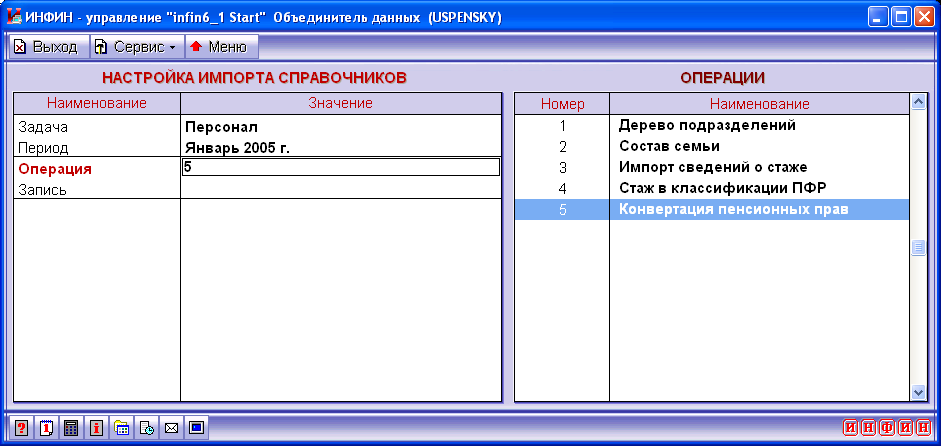 ИНФИН - управление "infin6_1 Start" Объединитель данных (USPENSKY)
Выход Сервис Меню
НАСТРОЙКА ИМПОРТА СПРАВОЧНИКОВ
Наименование Значение
Задача Персонал
Период Январь 2005 г.
Операция 5
Запись
ОПЕРАЦИИ
Номер Наименование
1 Дерево подразделений
2 Состав семьи
3 Импорт сведений о стаже
4 Стаж в классификации ПФР
5 Конвертация пенсионных прав
ИНФИН